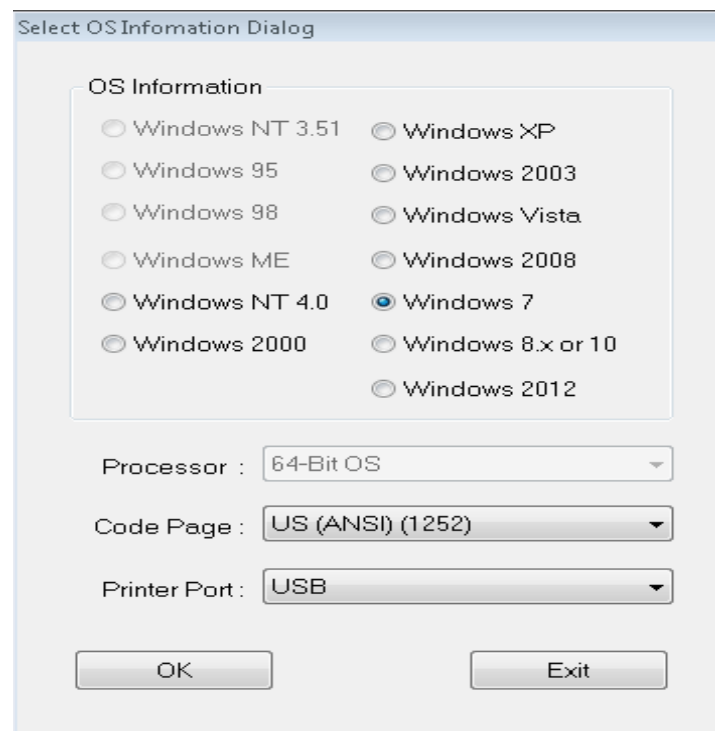 Select OS Infomation Dialog
OS Information
Windows NT 3.51
Windows XP
Windows 95
Windows 2003
Windows 98
Windows Vista
Windows ME
Windows 2008
Windows NT 4.0
Windows 7
Windows 2000
Windows 8.x or 10
Windows 2012
Processor : 64-Bit OS
Code Page : US (ANSI) (1252)
Printer Port : USB
OK
Exit